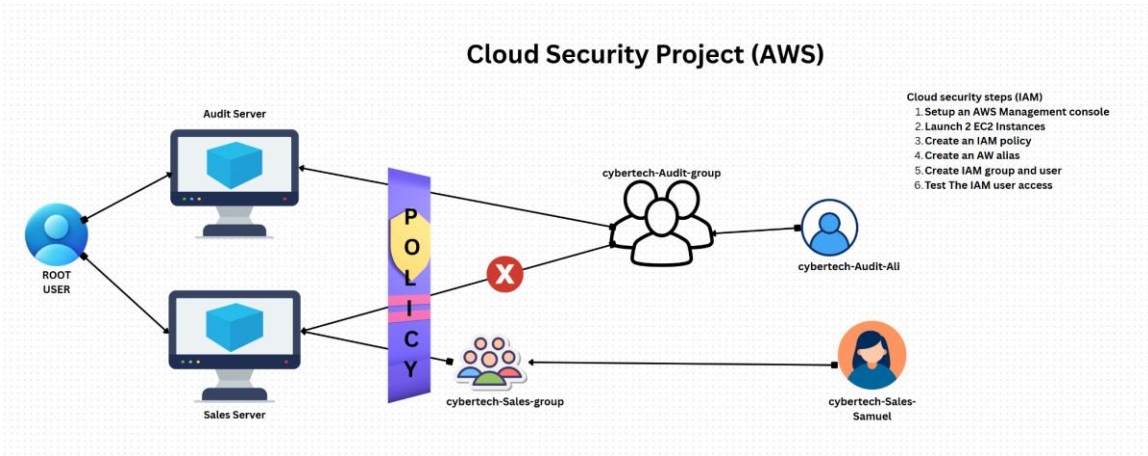 Cloud Security Project (AWS)
Cloud security steps (IAM)
1. Setup an AWS Management console
2. Launch 2 EC2 Instances
3. Create an IAM policy
4. Create an AW alias
5. Create IAM group and user
6. Test The IAM user access
Audit Server
cybertech-Audit-group
P
O
L
I
C
Y
X
ROOT
USER
cybertech-Audit-Ali
Sales Server
cybertech-Sales-group
cybertech-Sales-
Samuel